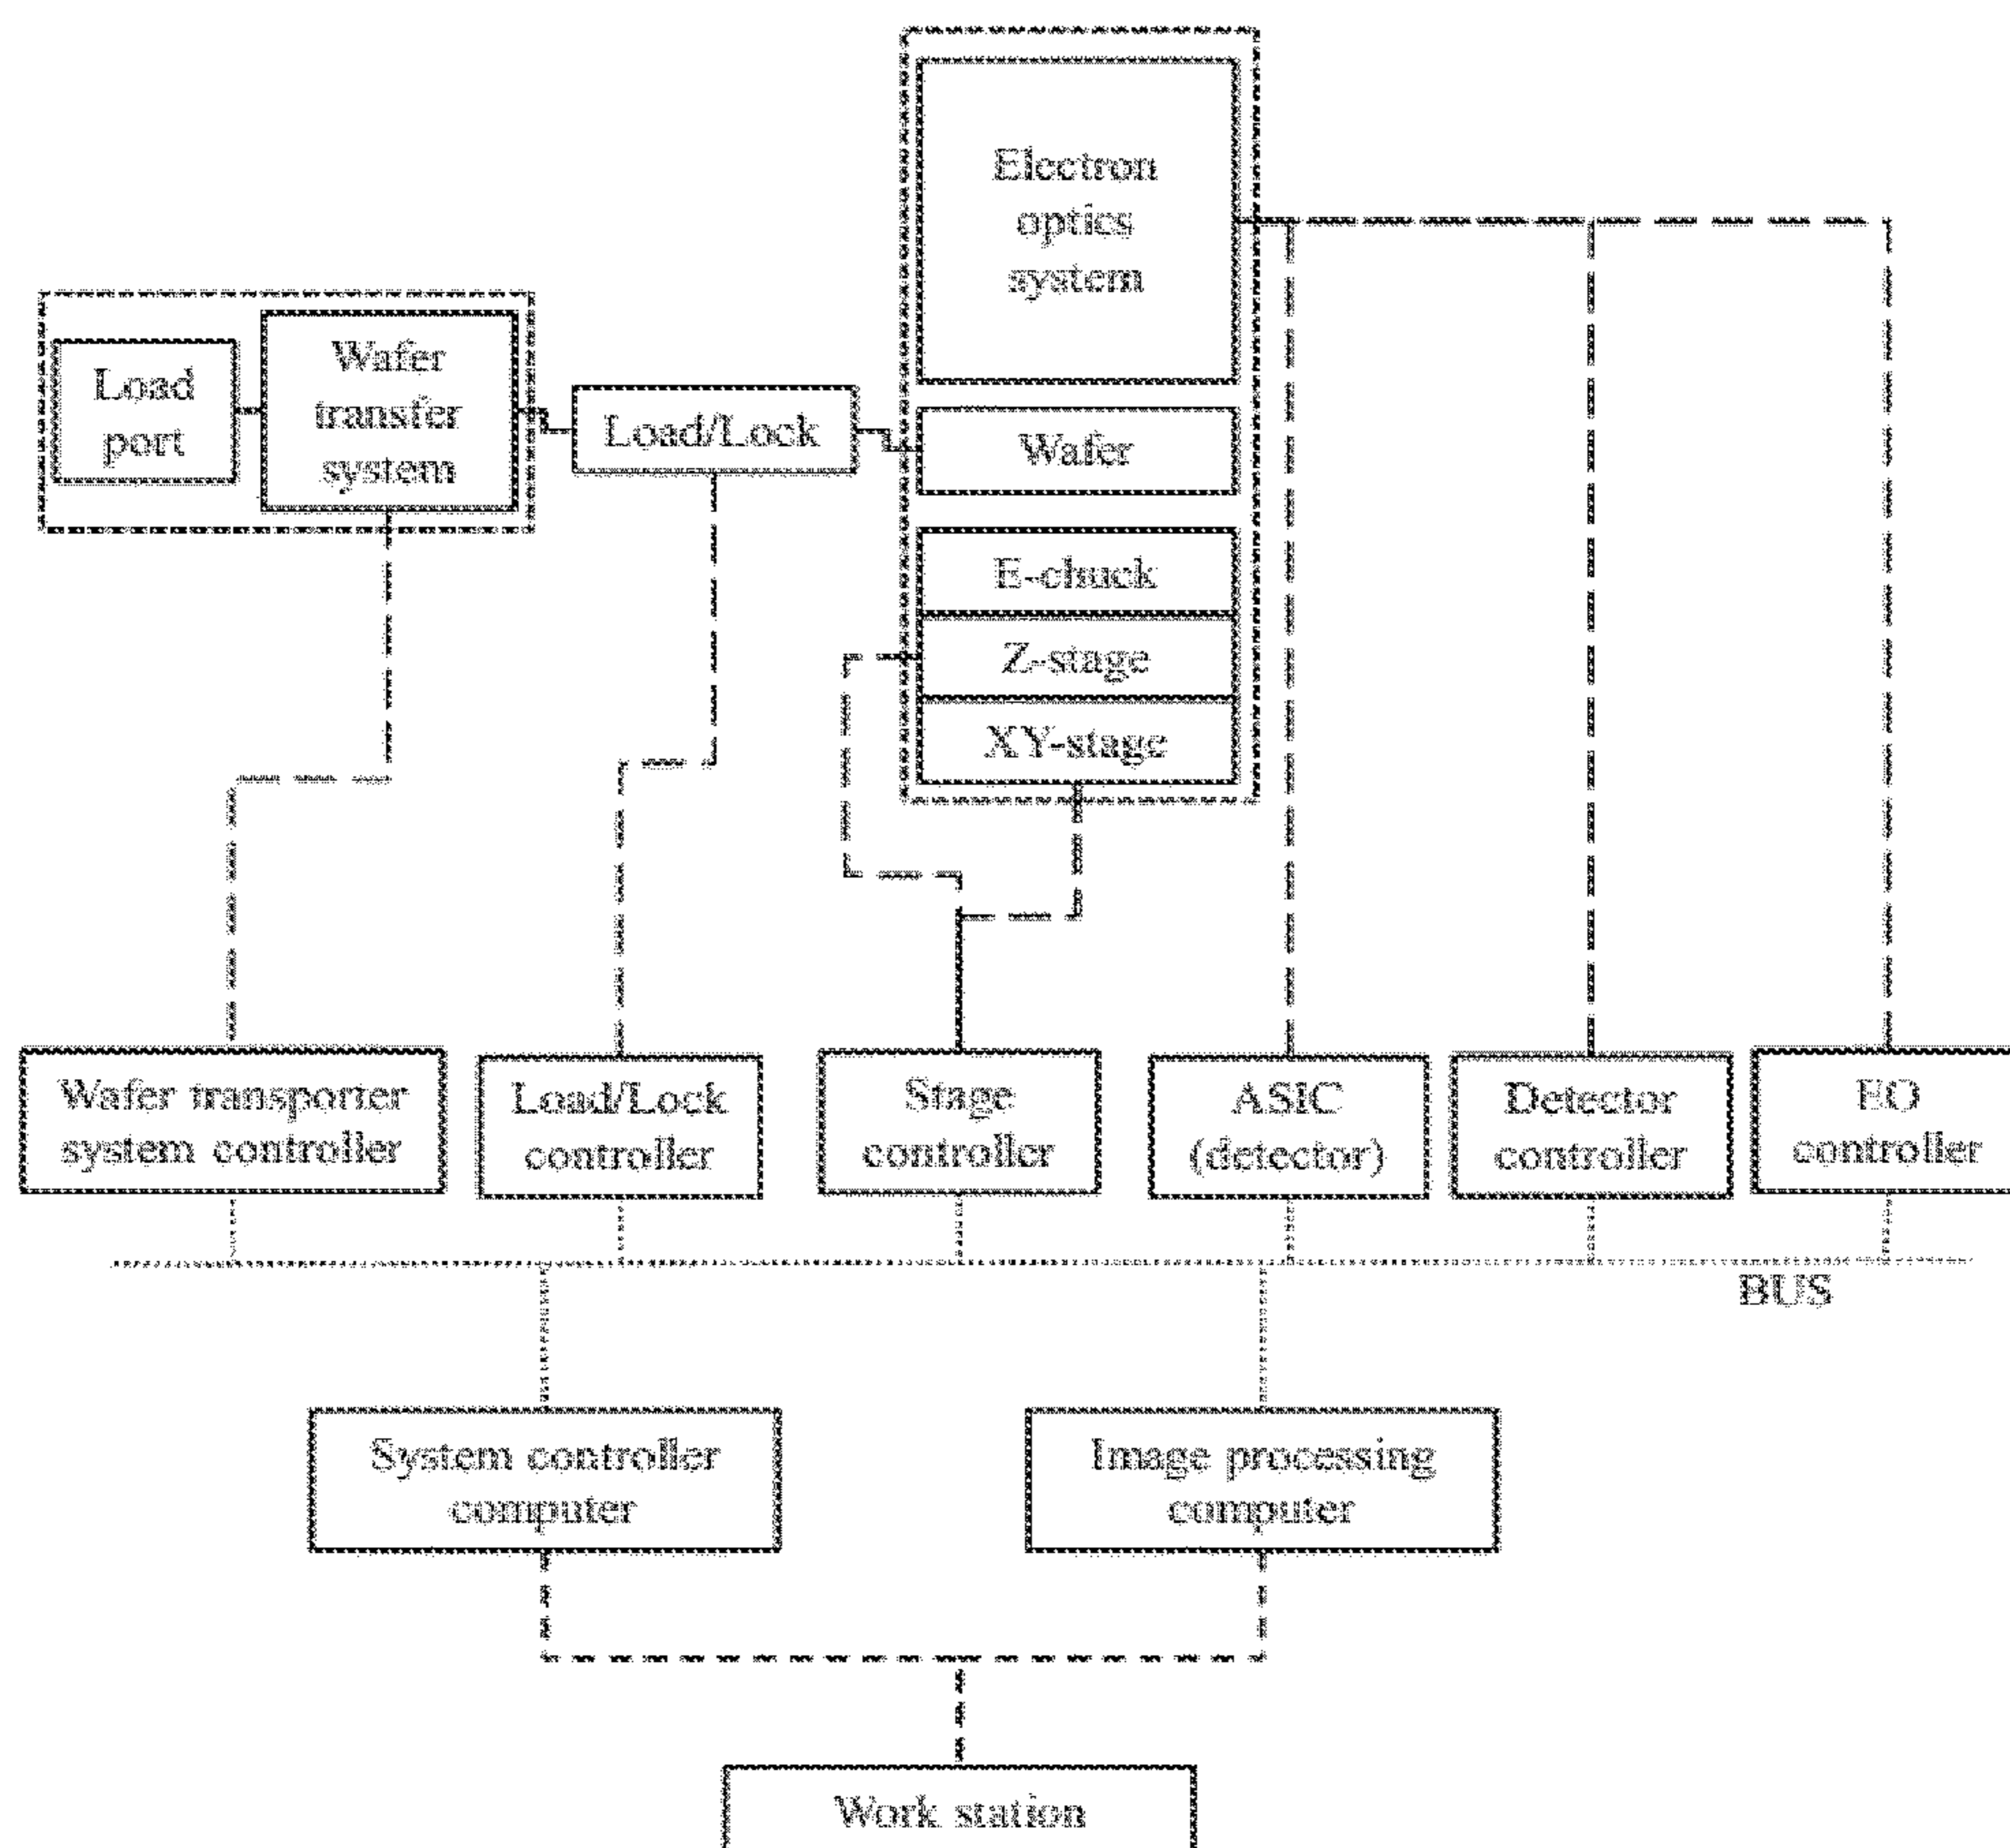 Electron
optics
system
Load
port
Wafer
transfer
system
Load/Lock
Wafer
E-chuck
Z-stage
XY-stage
Wafer transporter
system controller
Load/Lock
controller
Stage
controller
ASIC
(detector)
Detector
controller
EO
controller
BUS
System controller
computer
Image processing
computer
Work station